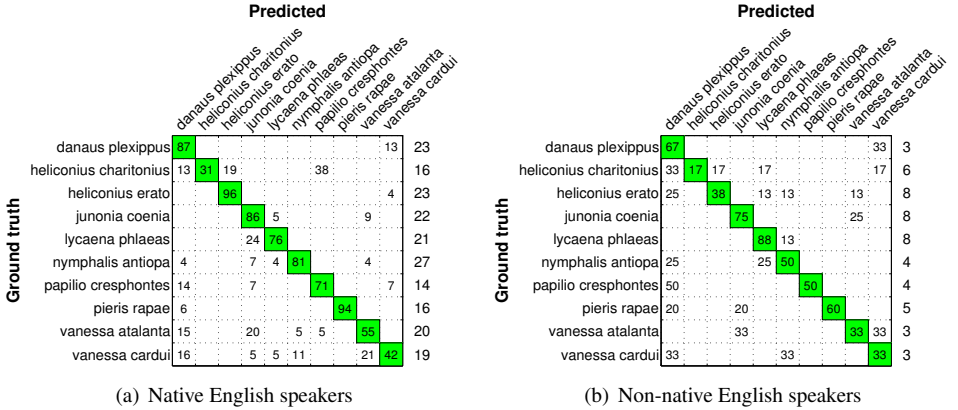 Predicted
Predicted
danaus plexippus
heliconius charitonius
heliconius erato
junonia coenia
lycaena phlaeas
nymphalis antiopa
papilio cresphontes
pieris rapae
vanessa atalanta
vanessa cardui
danaus plexippus
heliconius charitonius
heliconius erato
junonia coenia
lycaena phlaeas
nymphalis antiopa
papilio cresphontes
pieris rapae
vanessa atalanta
vanessa cardui
Ground truth
danaus plexippus 87 13 23
heliconius charitonius 13 31 19 38 16
heliconius erato 96 4 23
junonia coenia 86 5 9 22
lycaena phlaeas 24 76 21
nymphalis antiopa 4 7 4 81 4 27
papilio cresphontes 14 7 71 7 14
pieris rapae 6 94 16
vanessa atalanta 15 20 5 5 55 20
vanessa cardui 16 5 5 11 21 42 19
Ground truth
danaus plexippus 67 33 3
heliconius charitonius 33 17 17 17 17 6
heliconius erato 25 38 13 13 13 8
junonia coenia 75 25 8
lycaena phlaeas 88 13 8
nymphalis antiopa 25 25 50 4
papilio cresphontes 50 50 4
pieris rapae 20 20 60 5
vanessa atalanta 33 33 33 3
vanessa cardui 33 33 33 3
(a) Native English speakers
(b) Non-native English speakers